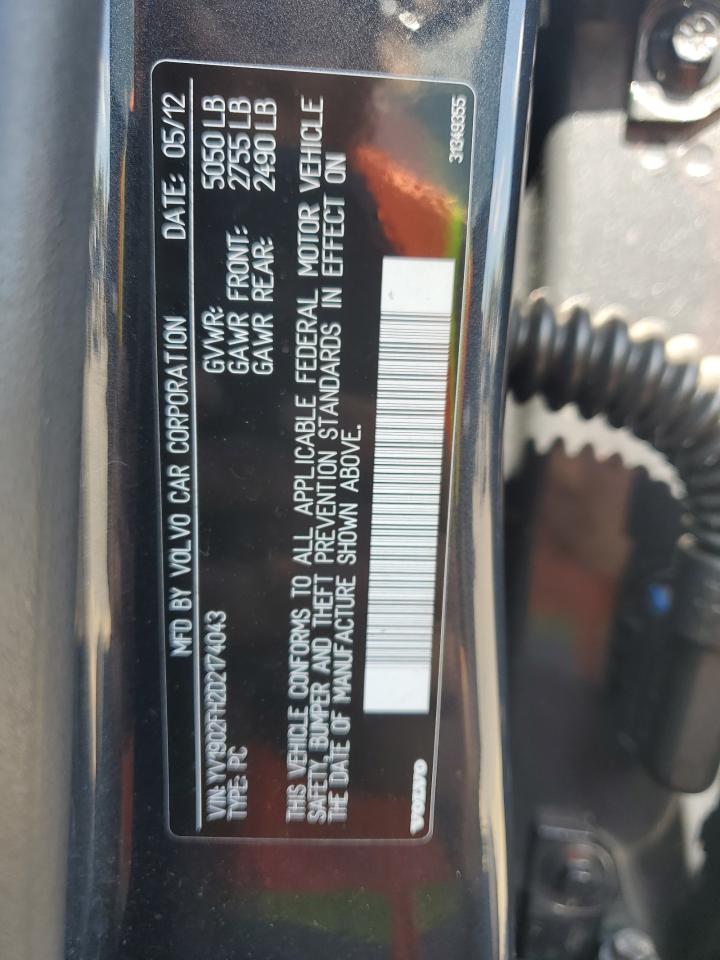 MFD BY VOLVO CAR CORPORATION DATE: 05/12
VIN: YV1902FH2D2174043
TYPE: PC
GVWR: 5050 LB
GAWR FRONT: 2755 LB
GAWR REAR: 2490 LB
THIS VEHICLE CONFORMS TO ALL APPLICABLE FEDERAL MOTOR VEHICLE
SAFETY, BUMPER AND THEFT PREVENTION STANDARDS IN EFFECT ON
THE DATE OF MANUFACTURE SHOWN ABOVE.
VOLVO
31349355